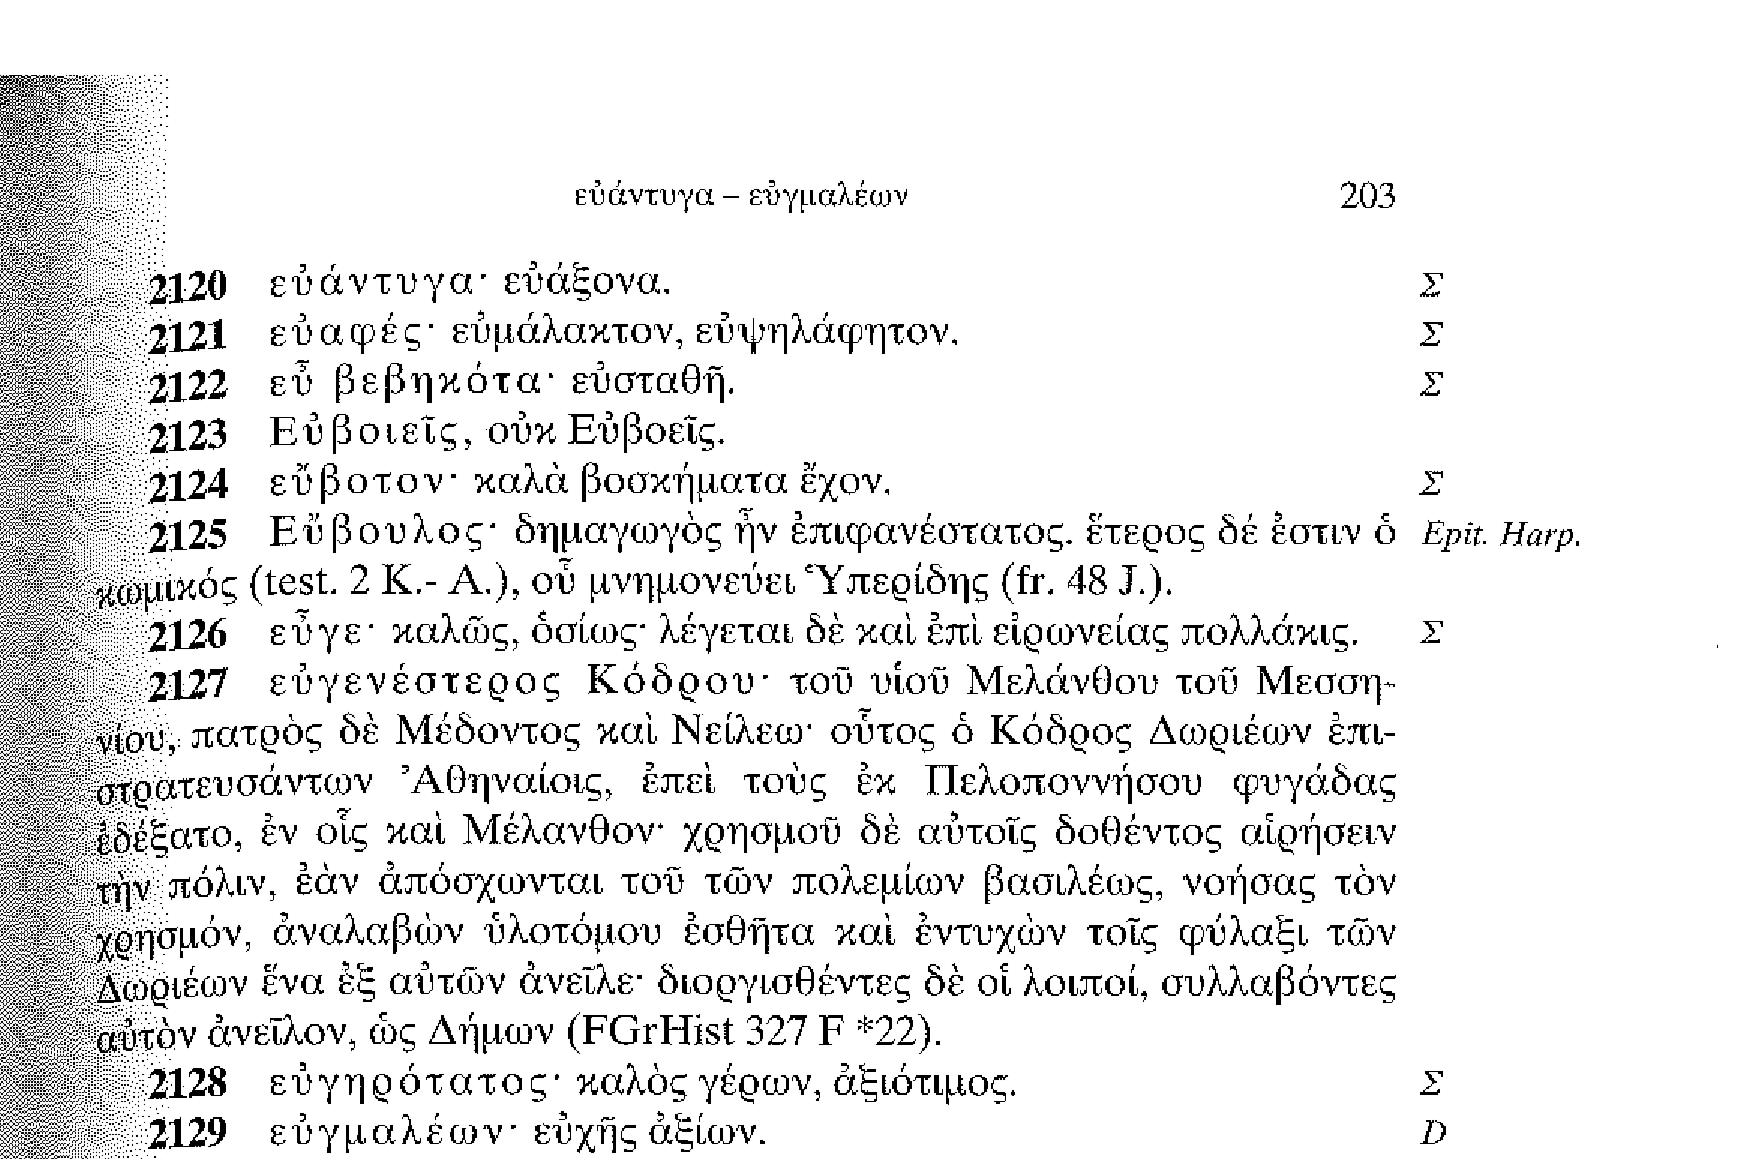 εὐάντυγα – εὐγμαλέων 203
2120 εὐάντυγα· εὐάξονα. Σ
2121 εὐαφές· εὐμάλακτον, εὐψηλάφητον. Σ
2122 εὖ βεβηκότα· εὐσταθῆ. Σ
2123 Εὐβοιεῖς, οὐκ Εὐβοεῖς.
2124 εὔβοτον· καλὰ βοσκήματα ἔχον. Σ
2125 Εὔβουλος· δημαγωγὸς ἦν ἐπιφανέστατος. ἕτερος δέ ἐστιν ὁ Epit. Harp.
κωμικός (test. 2 K.- A.), οὗ μνημονεύει Ὑπερίδης (fr. 48 J.).
2126 εὖγε· καλῶς, ὁσίως· λέγεται δὲ καὶ ἐπὶ εἰρωνείας πολλάκις. Σ
2127 εὐγενέστερος Κόδρου· τοῦ υἱοῦ Μελάνθου τοῦ Μεσση-
νίου, πατρὸς δὲ Μέδοντος καὶ Νείλεω· οὗτος ὁ Κόδρος Δωριέων ἐπι-
στρατευσάντων Ἀθηναίοις, ἐπεὶ τοὺς ἐκ Πελοποννήσου φυγάδας
ἐδέξατο, ἐν οἷς καὶ Μέλανθον· χρησμοῦ δὲ αὐτοῖς δοθέντος αἱρήσειν
τὴν πόλιν, ἐὰν ἀπόσχωνται τοῦ τῶν πολεμίων βασιλέως, νοήσας τὸν
χρησμόν, ἀναλαβὼν ὑλοτόμου ἐσθῆτα καὶ ἐντυχὼν τοῖς φύλαξι τῶν
Δωριέων ἕνα ἐξ αὐτῶν ἀνεῖλε· διοργισθέντες δὲ οἱ λοιποί, συλλαβόντες
αὐτὸν ἀνεῖλον, ὡς Δήμων (FGrHist 327 F *22).
2128 εὐγηρότατος· καλὸς γέρων, ἀξιότιμος. Σ
2129 εὐγμαλέων· εὐχῆς ἀξίων. D